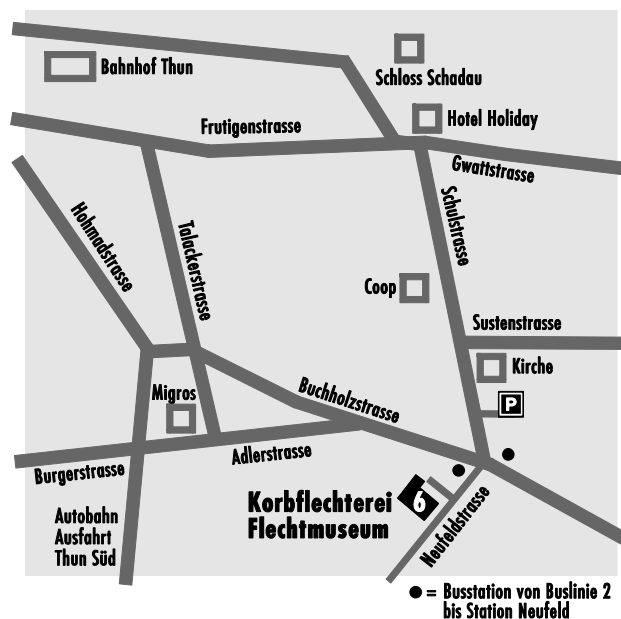 Bahnhof Thun
Schloss Schadau
Hotel Holiday
Frutigenstrasse
Gwattstrasse
Hohmadstrasse
Talackerstrasse
Schulstrasse
Coop
Sustenstrasse
Kirche
Migros
Buchholzstrasse
P
Adlerstrasse
Burgerstrasse
Korbflechterei
Flechtmuseum
6
Neufeldstrasse
Autobahn
Ausfahrt
Thun Süd
= Busstation von Buslinie 2
bis Station Neufeld